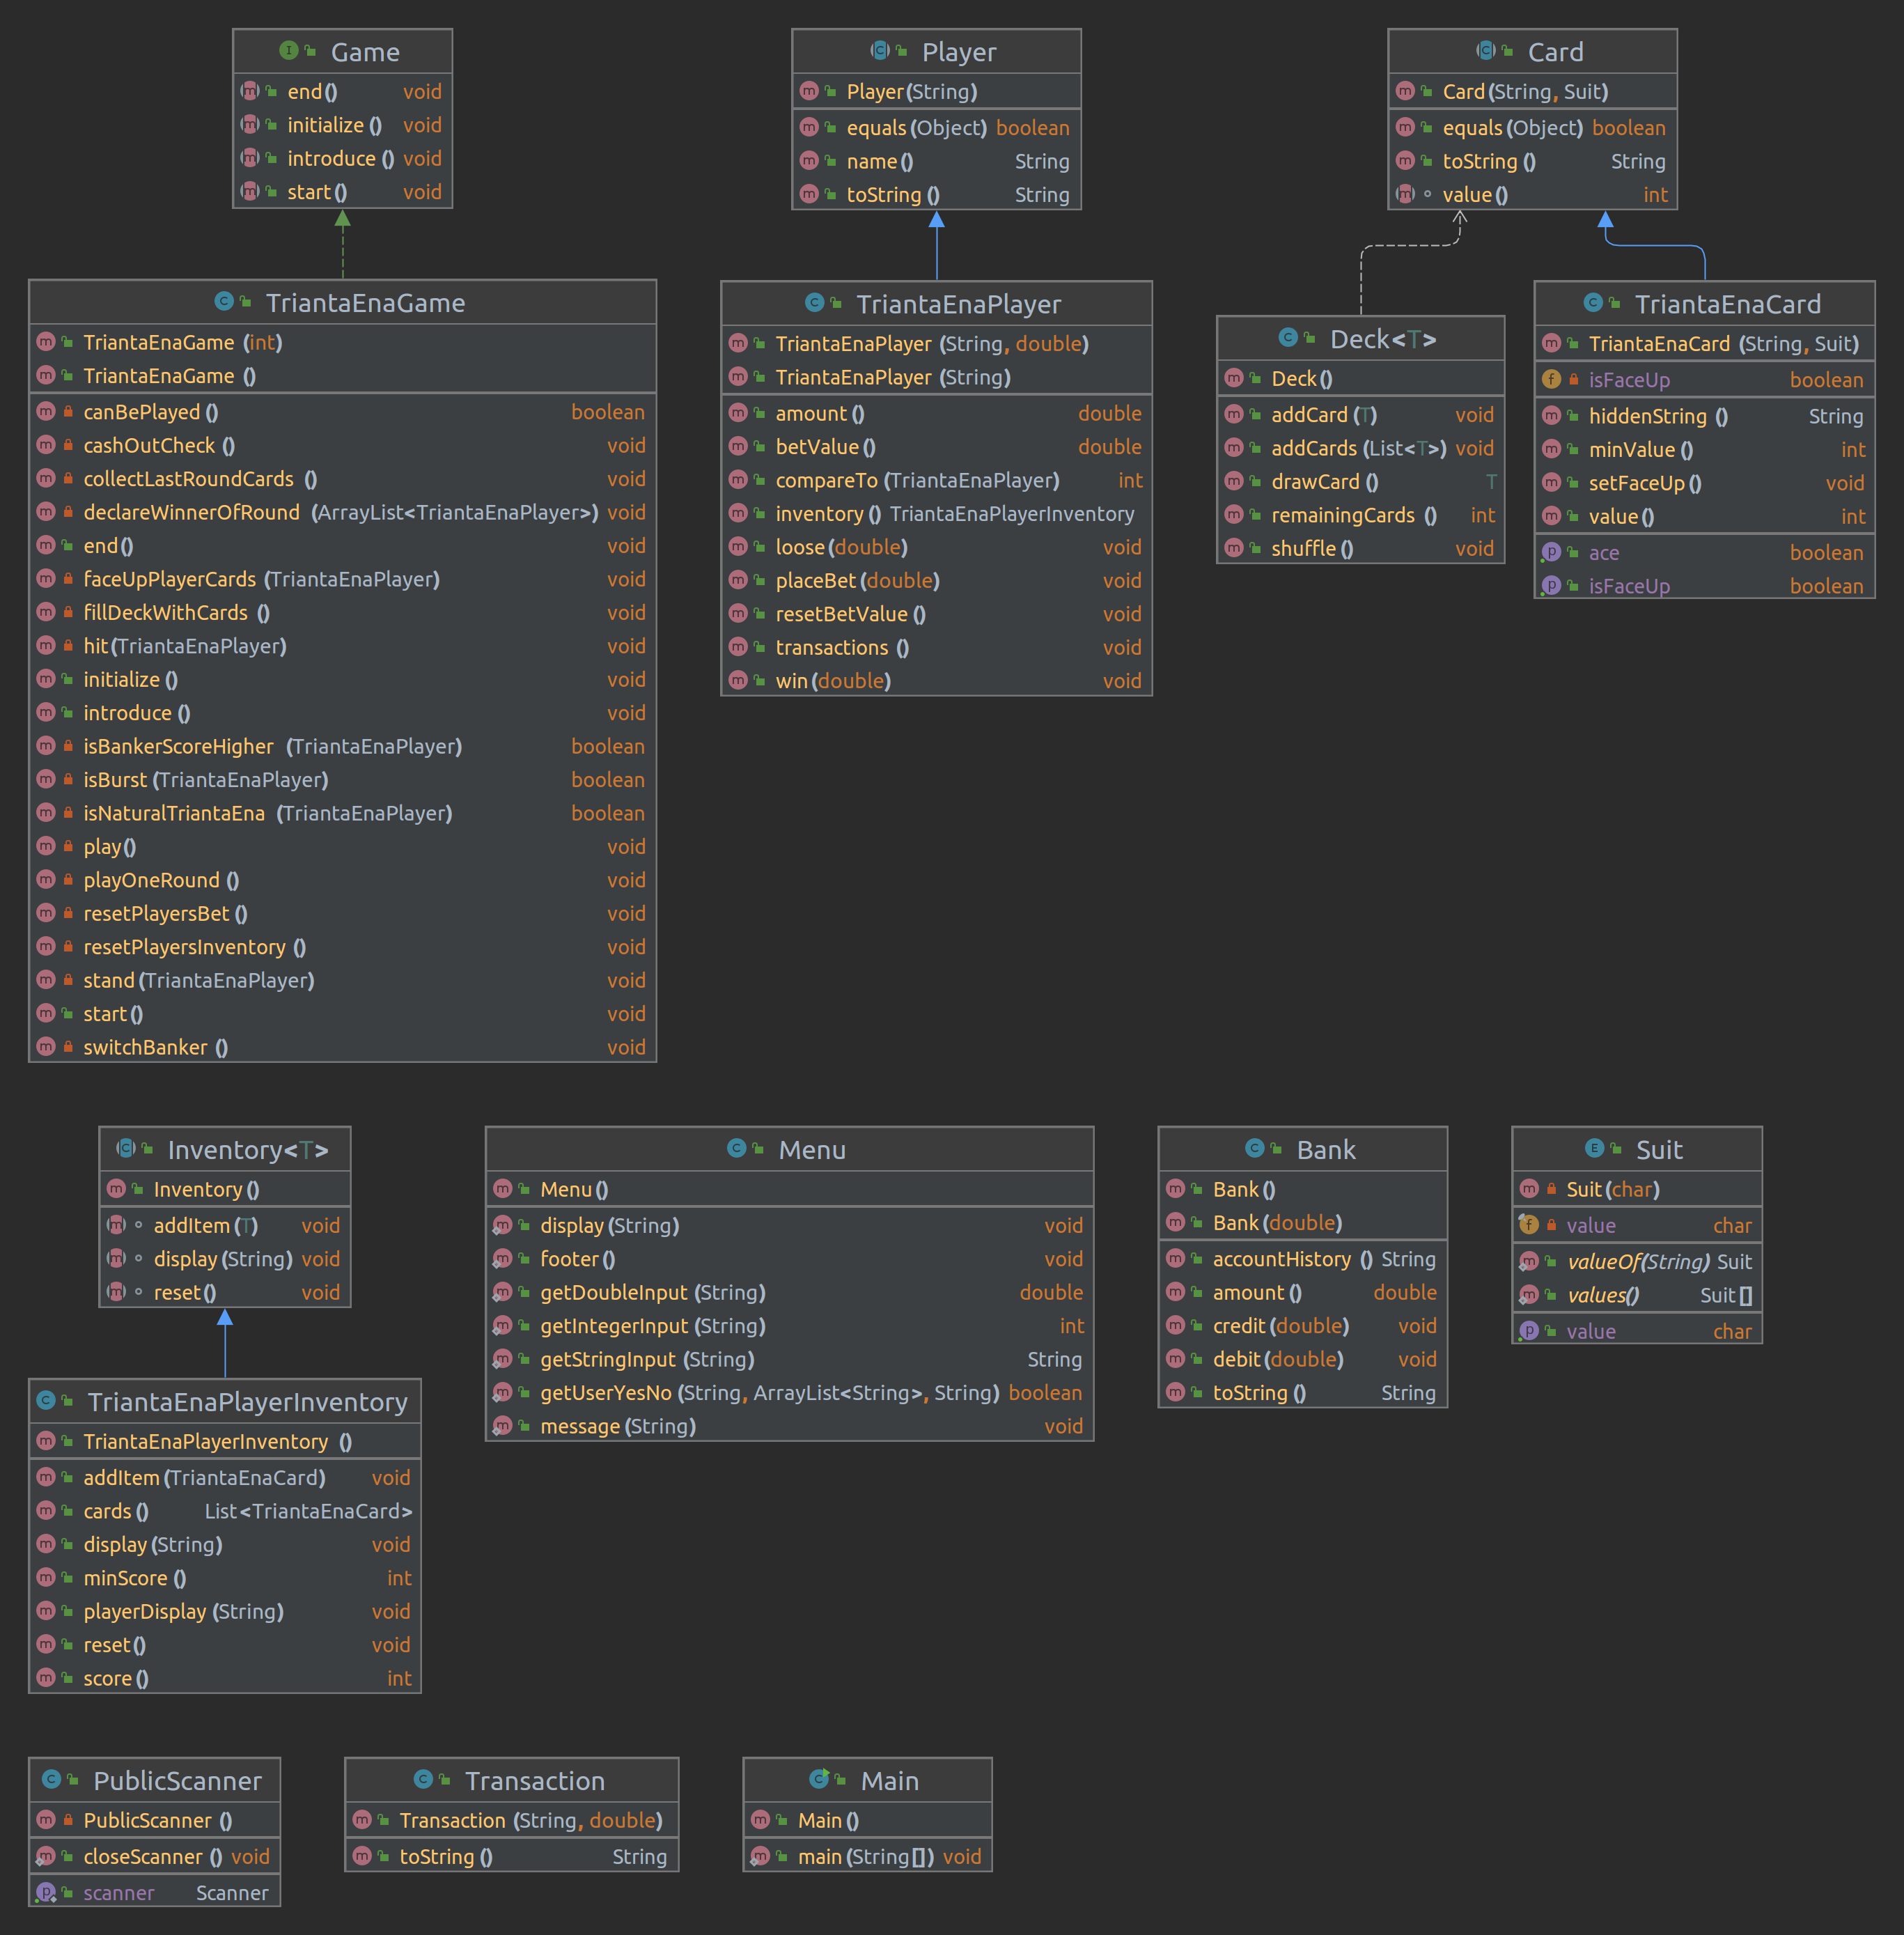 Game
end() void
initialize() void
introduce() void
start() void
Player
Player(String)
equals(Object) boolean
name() String
toString() String
Card
Card(String, Suit)
equals(Object) boolean
toString() String
value() int
TriantaEnaGame
TriantaEnaGame(int)
TriantaEnaGame()
canBePlayed() boolean
cashOutCheck() void
collectLastRoundCards() void
declareWinnerOfRound(ArrayList<TriantaEnaPlayer>) void
end() void
faceUpPlayerCards(TriantaEnaPlayer) void
fillDeckWithCards() void
hit(TriantaEnaPlayer) void
initialize() void
introduce() void
isBankerScoreHigher(TriantaEnaPlayer) boolean
isBurst(TriantaEnaPlayer) boolean
isNaturalTriantaEna(TriantaEnaPlayer) boolean
play() void
playOneRound() void
resetPlayersBet() void
resetPlayersInventory() void
stand(TriantaEnaPlayer) void
start() void
switchBanker() void
TriantaEnaPlayer
TriantaEnaPlayer(String, double)
TriantaEnaPlayer(String)
amount() double
betValue() double
compareTo(TriantaEnaPlayer) int
inventory() TriantaEnaPlayerInventory
loose(double) void
placeBet(double) void
resetBetValue() void
transactions() void
win(double) void
Deck<T>
Deck()
addCard(T) void
addCards(List<T>) void
drawCard() T
remainingCards() int
shuffle() void
TriantaEnaCard
TriantaEnaCard(String, Suit)
isFaceUp boolean
hiddenString() String
minValue() int
setFaceUp() void
value() int
ace boolean
isFaceUp boolean
Inventory<T>
Inventory()
addItem(T) void
display(String) void
reset() void
Menu
Menu()
display(String) void
footer() void
getDoubleInput(String) double
getIntegerInput(String) int
getStringInput(String) String
getUserYesNo(String, ArrayList<String>, String) boolean
message(String) void
Bank
Bank()
Bank(double)
accountHistory() String
amount() double
credit(double) void
debit(double) void
toString() String
Suit
Suit(char)
value char
valueOf(String) Suit
values() Suit[]
value char
TriantaEnaPlayerInventory
TriantaEnaPlayerInventory()
addItem(TriantaEnaCard) void
cards() List<TriantaEnaCard>
display(String) void
minScore() int
playerDisplay(String) void
reset() void
score() int
PublicScanner
PublicScanner()
closeScanner() void
scanner Scanner
Transaction
Transaction(String, double)
toString() String
Main
Main()
main(String[]) void